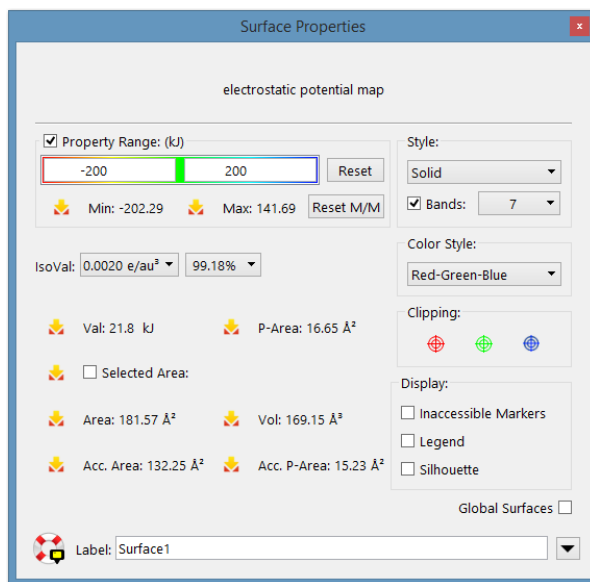 Surface Properties
x
electrostatic potential map
Property Range: (kJ)
-200 200 Reset
Min: -202.29 Max: 141.69 Reset M/M
Style:
Solid
Bands: 7
IsoVal: 0.0020 e/au³ 99.18%
Color Style:
Red-Green-Blue
Val: 21.8 kJ P-Area: 16.65 Å²
Clipping:
Selected Area:
Area: 181.57 Å² Vol: 169.15 Å³
Acc. Area: 132.25 Å² Acc. P-Area: 15.23 Å²
Display:
Inaccessible Markers
Legend
Silhouette
Global Surfaces
Label: Surface1